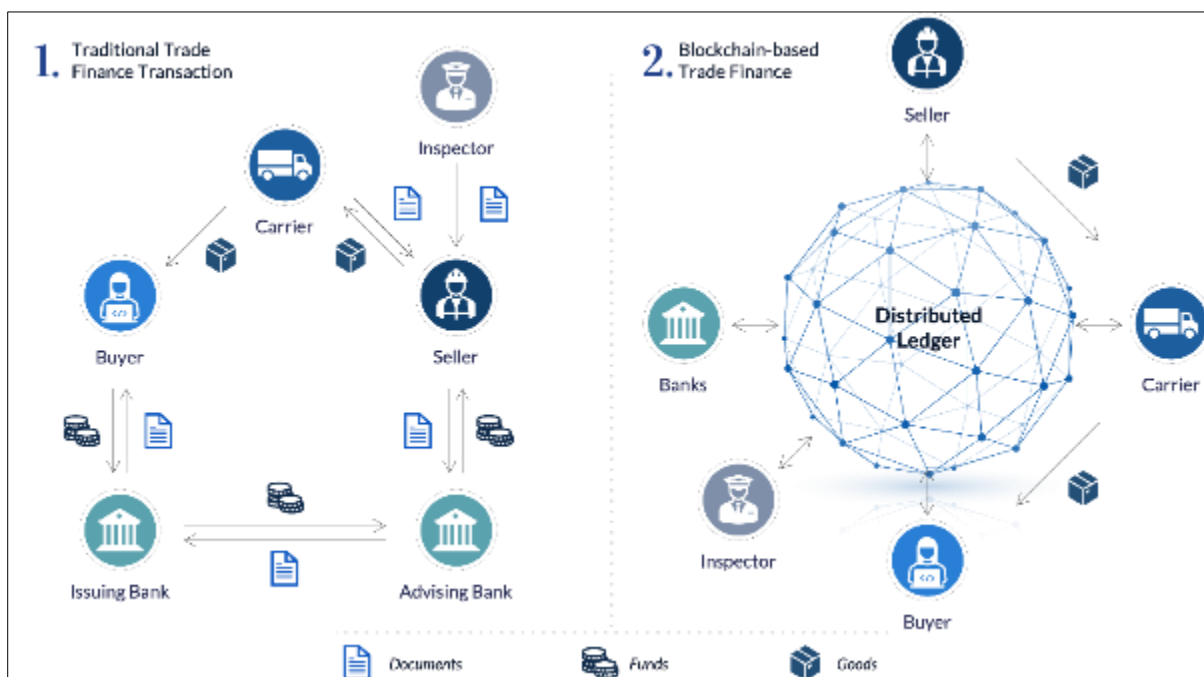 1. Traditional Trade
Finance Transaction
Inspector
Carrier
Buyer
Seller
Issuing Bank
Advising Bank
2. Blockchain-based
Trade Finance
Seller
Distributed
Ledger
Banks
Carrier
Inspector
Buyer
Documents
Funds
Goods